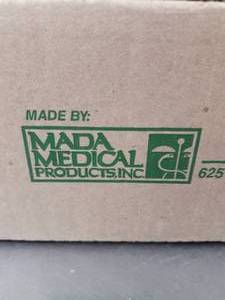 MADE BY:
MADA
MEDICAL
PRODUCTS, INC.
625